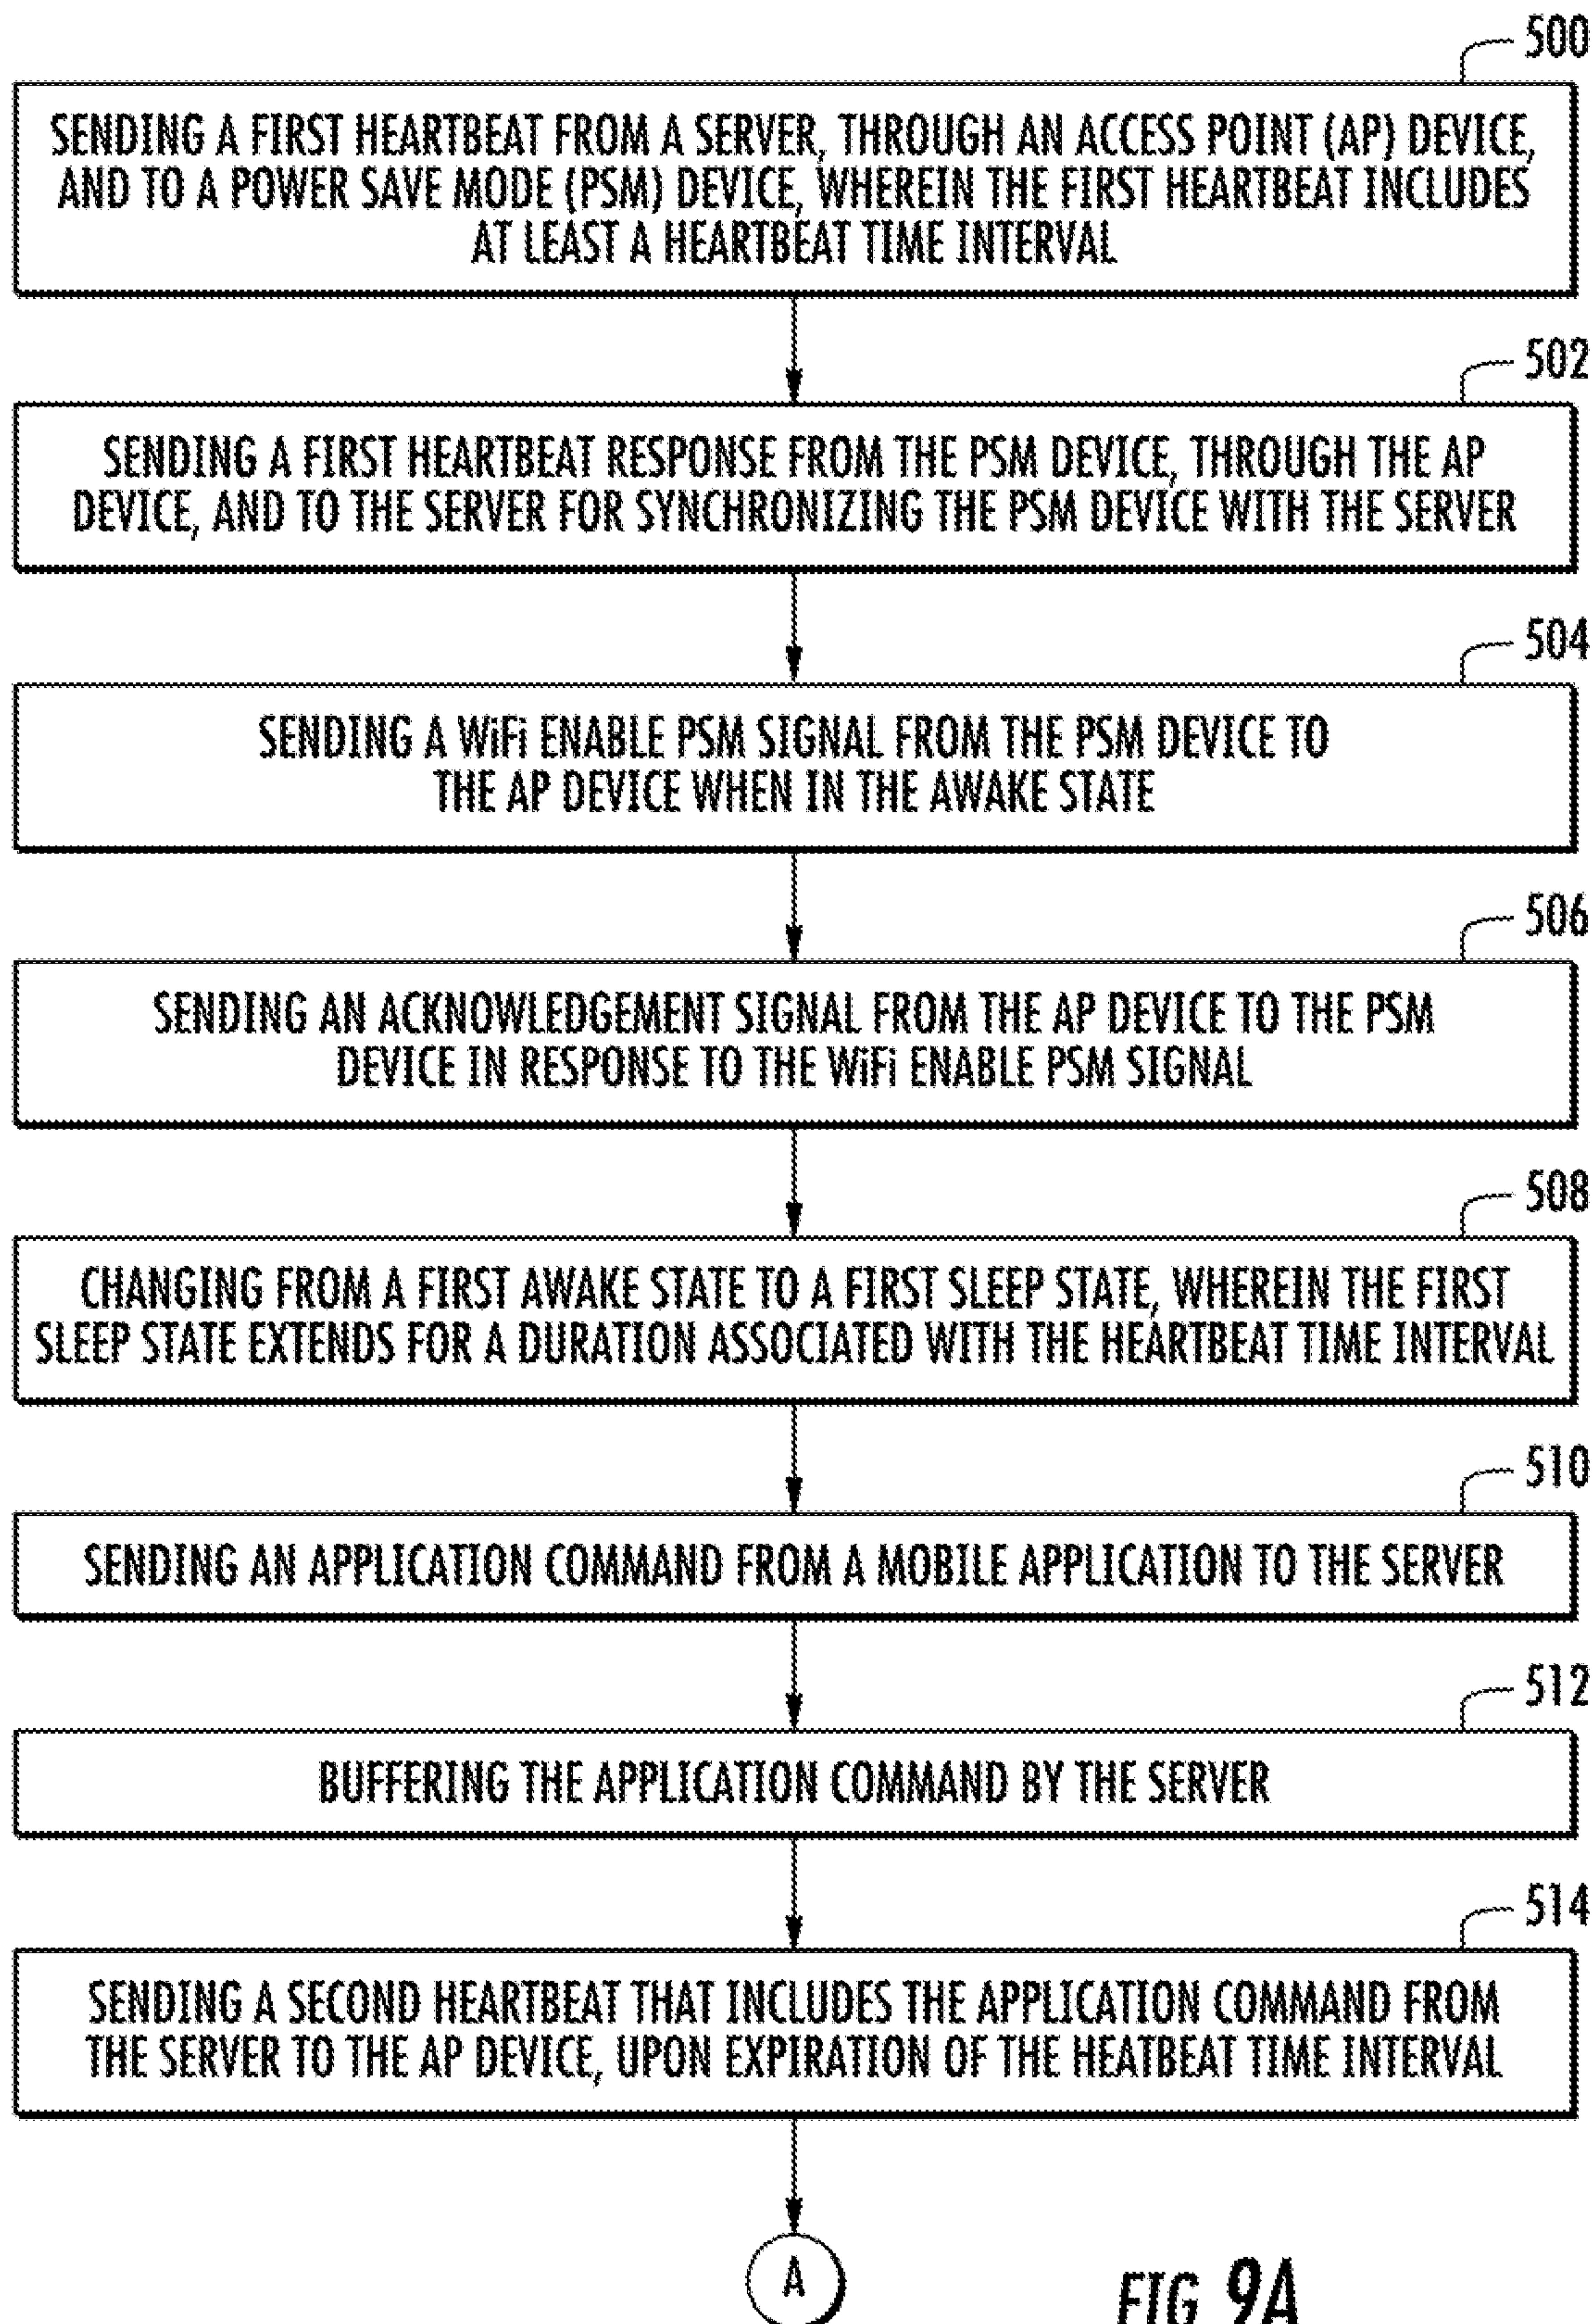 500
SENDING A FIRST HEARTBEAT FROM A SERVER, THROUGH AN ACCESS POINT (AP) DEVICE,
AND TO A POWER SAVE MODE (PSM) DEVICE, WHEREIN THE FIRST HEARTBEAT INCLUDES
AT LEAST A HEARTBEAT TIME INTERVAL
502
SENDING A FIRST HEARTBEAT RESPONSE FROM THE PSM DEVICE, THROUGH THE AP
DEVICE, AND TO THE SERVER FOR SYNCHRONIZING THE PSM DEVICE WITH THE SERVER
504
SENDING A WiFi ENABLE PSM SIGNAL FROM THE PSM DEVICE TO
THE AP DEVICE WHEN IN THE AWAKE STATE
506
SENDING AN ACKNOWLEDGEMENT SIGNAL FROM THE AP DEVICE TO THE PSM
DEVICE IN RESPONSE TO THE WiFi ENABLE PSM SIGNAL
508
CHANGING FROM A FIRST AWAKE STATE TO A FIRST SLEEP STATE, WHEREIN THE FIRST
SLEEP STATE EXTENDS FOR A DURATION ASSOCIATED WITH THE HEARTBEAT TIME INTERVAL
510
SENDING AN APPLICATION COMMAND FROM A MOBILE APPLICATION TO THE SERVER
512
BUFFERING THE APPLICATION COMMAND BY THE SERVER
514
SENDING A SECOND HEARTBEAT THAT INCLUDES THE APPLICATION COMMAND FROM
THE SERVER TO THE AP DEVICE, UPON EXPIRATION OF THE HEATBEAT TIME INTERVAL
A
FIG 9A